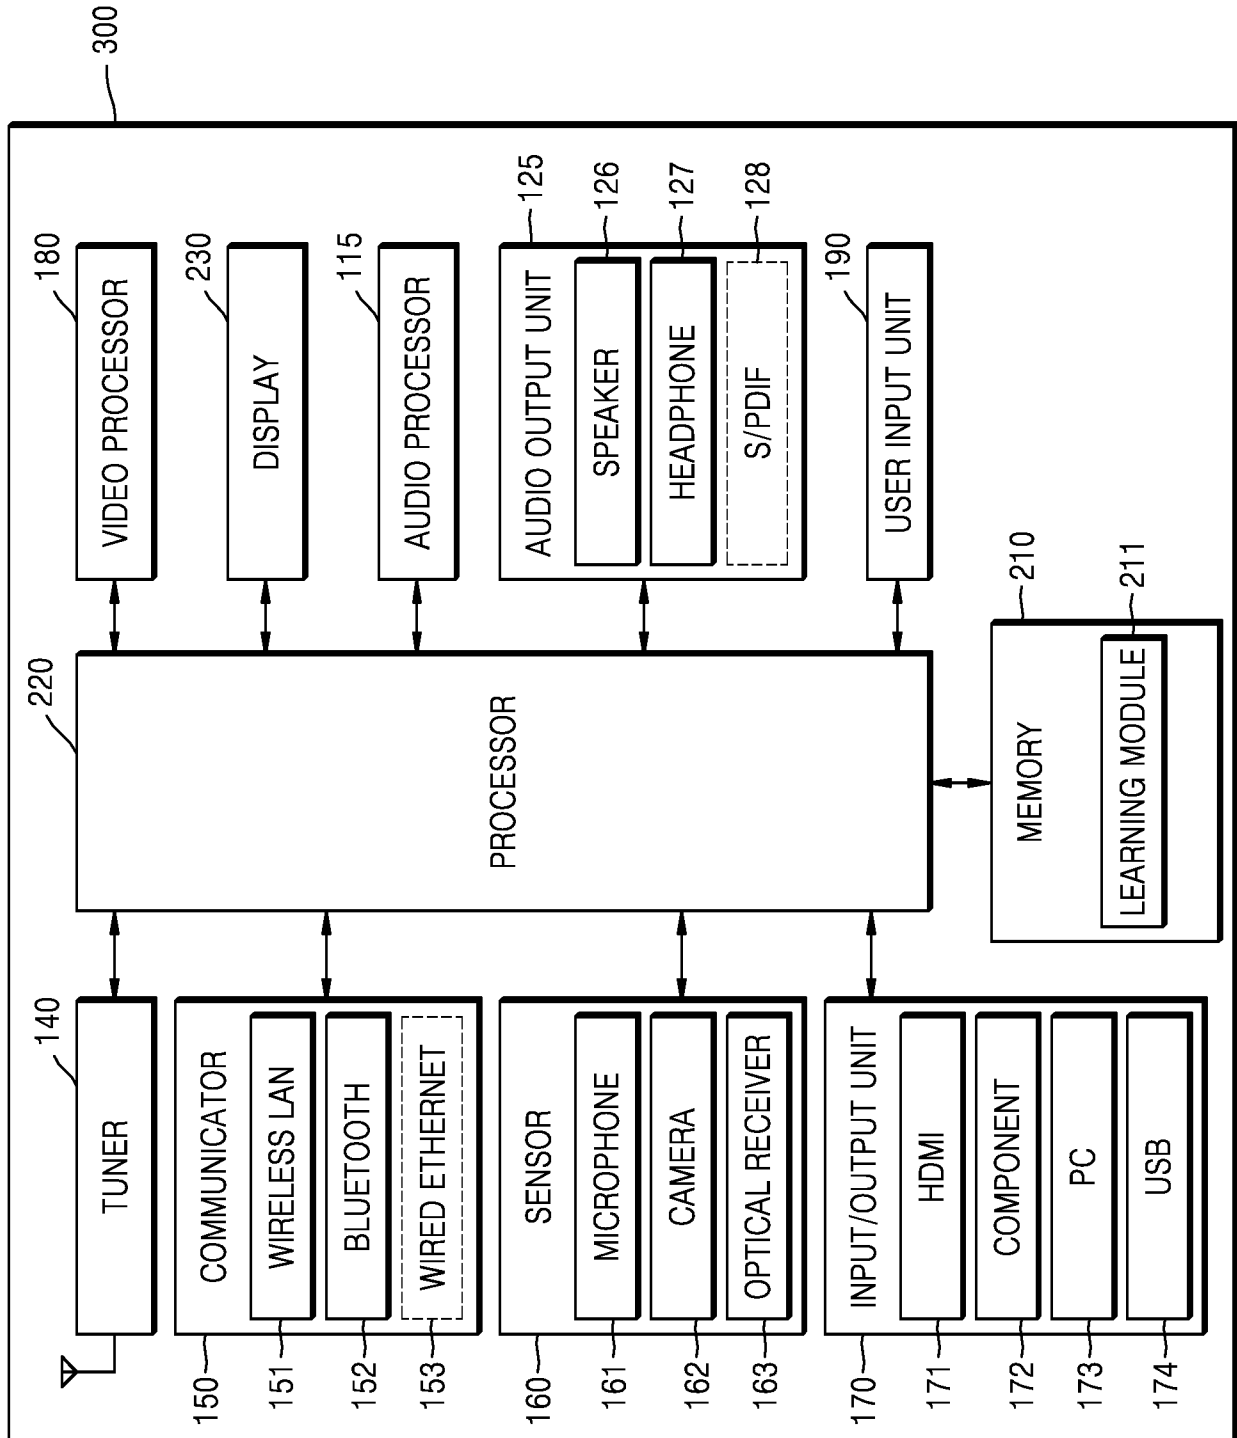 300
220
140
TUNER
150
COMMUNICATOR
151
WIRELESS LAN
152
BLUETOOTH
153
WIRED ETHERNET
160
SENSOR
161
MICROPHONE
162
CAMERA
163
OPTICAL RECEIVER
170
INPUT/OUTPUT UNIT
171
HDMI
172
COMPONENT
173
PC
174
USB
PROCESSOR
180
VIDEO PROCESSOR
230
DISPLAY
115
AUDIO PROCESSOR
125
AUDIO OUTPUT UNIT
126
SPEAKER
127
HEADPHONE
128
S/PDIF
190
USER INPUT UNIT
210
MEMORY
211
LEARNING MODULE